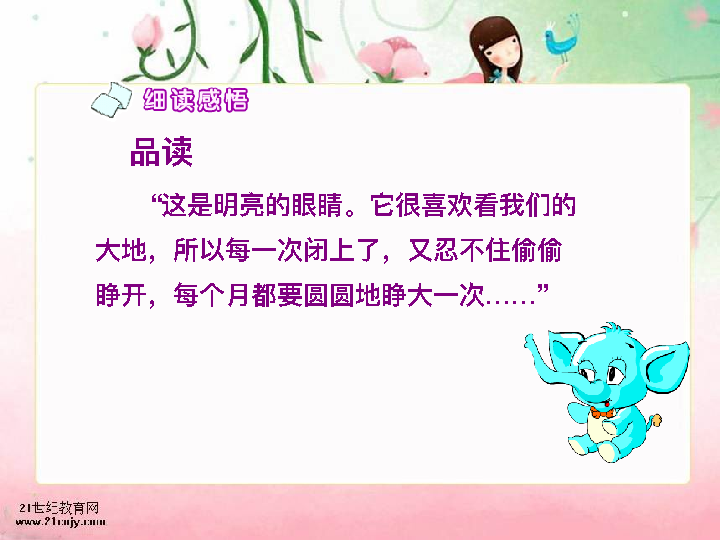 细读感悟
品读
“这是明亮的眼睛。它很喜欢看我们的
大地，所以每一次闭上了，又忍不住偷偷
睁开，每个月都要圆圆地睁大一次……”
21世纪教育网
www.21cnjy.com